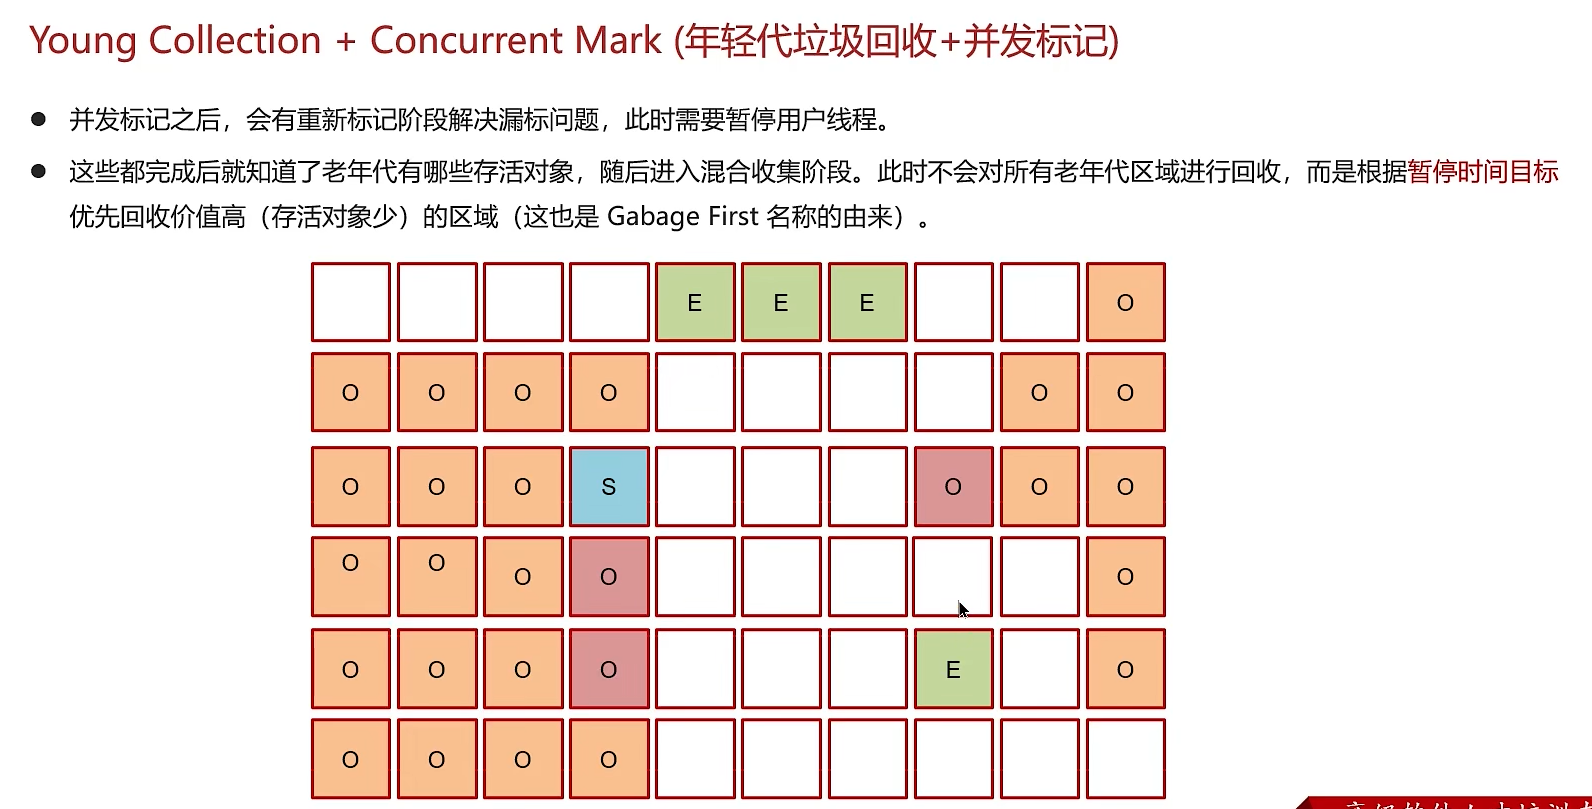 Young Collection + Concurrent Mark (年轻代垃圾回收+并发标记)
● 并发标记之后，会有重新标记阶段解决漏标问题，此时需要暂停用户线程。
● 这些都完成后就知道了老年代有哪些存活对象，随后进入混合收集阶段。此时不会对所有老年代区域进行回收，而是根据暂停时间目标
优先回收价值高（存活对象少）的区域（这也是 Gabage First 名称的由来）。
E E E O
O O O O O O
O O O S O O O
O O O O O
O O O O E O
O O O O